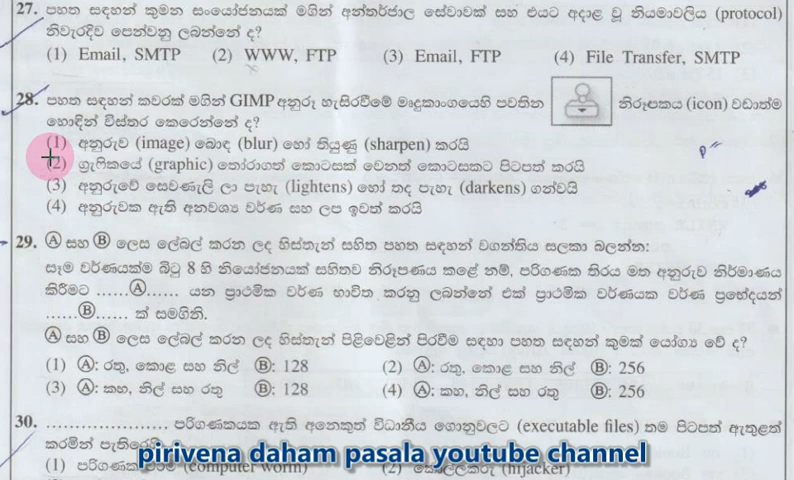 27. පහත සඳහන් කුමන සංයෝජනයක් මගින් අන්තර්ජාල සේවාවක් සහ එයට අදාළ වූ නියමාවලිය (protocol)
නිවැරදිව පෙන්වනු ලබන්නේ ද?
(1) Email, SMTP (2) WWW, FTP (3) Email, FTP (4) File Transfer, SMTP
28. පහත සඳහන් කවරක් මගින් GIMP අනුරූ හැසිරවීමේ මෘදුකාංගයෙහි පවතින නිරූපකය (icon) වඩාත්ම
හොඳින් විස්තර කෙරෙන්නේ ද?
(1) අනුරුව (image) බොඳ (blur) හෝ තියුණු (sharpen) කරයි
(2) ග්‍රැෆිකයේ (graphic) තෝරාගත් කොටසක් වෙනත් කොටසකට පිටපත් කරයි
(3) අනුරුවේ සෙවණැලි ලා පැහැ (lightens) හෝ තද පැහැ (darkens) ගන්වයි
(4) අනුරුවක ඇති අනවශ්‍ය වර්ණ සහ ලප ඉවත් කරයි
29. Ⓐ සහ Ⓑ ලෙස ලේබල් කරන ලද හිස්තැන් සහිත පහත සඳහන් වගන්තිය සලකා බලන්න:
සෑම වර්ණයක්ම බිටු 8 හි නියෝජනයක් සහිතව නිරූපණය කළේ නම්, පරිගණක තිරය මත අනුරුව නිර්මාණය
කිරීමට ......Ⓐ...... යන ප්‍රාථමික වර්ණ භාවිත කරනු ලබන්නේ එක් ප්‍රාථමික වර්ණයක වර්ණ ප්‍රභේදයන්
......Ⓑ...... ක් සමගිනි.
Ⓐ සහ Ⓑ ලෙස ලේබල් කරන ලද හිස්තැන් පිළිවෙළින් පිරවීම සඳහා පහත සඳහන් කුමක් යෝග්‍ය වේ ද?
(1) Ⓐ: රතු, කොළ සහ නිල් Ⓑ: 128 (2) Ⓐ: රතු, කොළ සහ නිල් Ⓑ: 256
(3) Ⓐ: කහ, නිල් සහ රතු Ⓑ: 128 (4) Ⓐ: කහ, නිල් සහ රතු Ⓑ: 256
30. ..................... පරිගණකයක ඇති අනෙකුත් විධානීය ගොනුවලට (executable files) තම පිටපත් ඇතුළත්
කරමින්
pirivena daham pasala youtube channel
(1) (computer worm) (2) (hijacker)